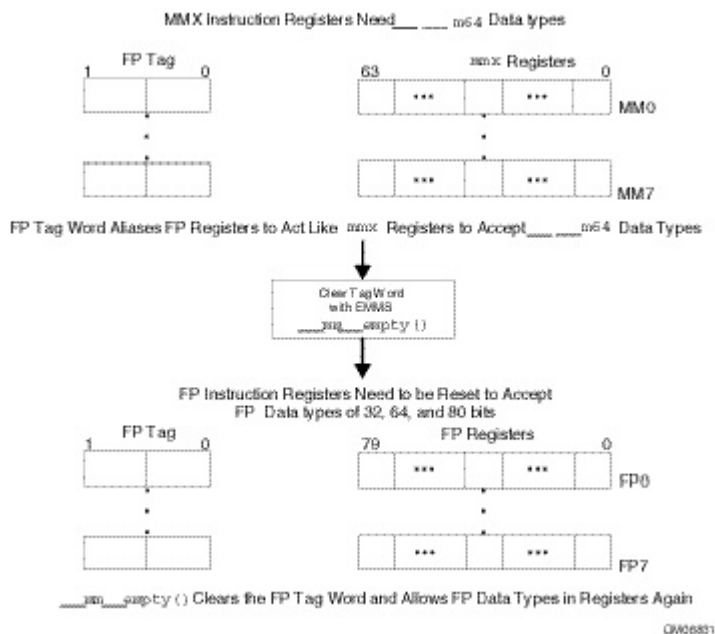 MMX Instruction Registers Need__ __m64 Data types
FP Tag mmx Registers
1 0 63 0
... ...
MM0
... ...
MM7
FP Tag Word Aliases FP Registers to Act Like mmx Registers to Accept__ __m64 Data Types
Clear Tag Word
with EMMS
__mm__empty()
FP Instruction Registers Need to be Reset to Accept
FP Data types of 32, 64, and 80 bits
FP Tag FP Registers
1 0 79 0
... ...
FP0
... ...
FP7
__mm__empty() Clears the FP Tag Word and Allows FP Data Types in Registers Again